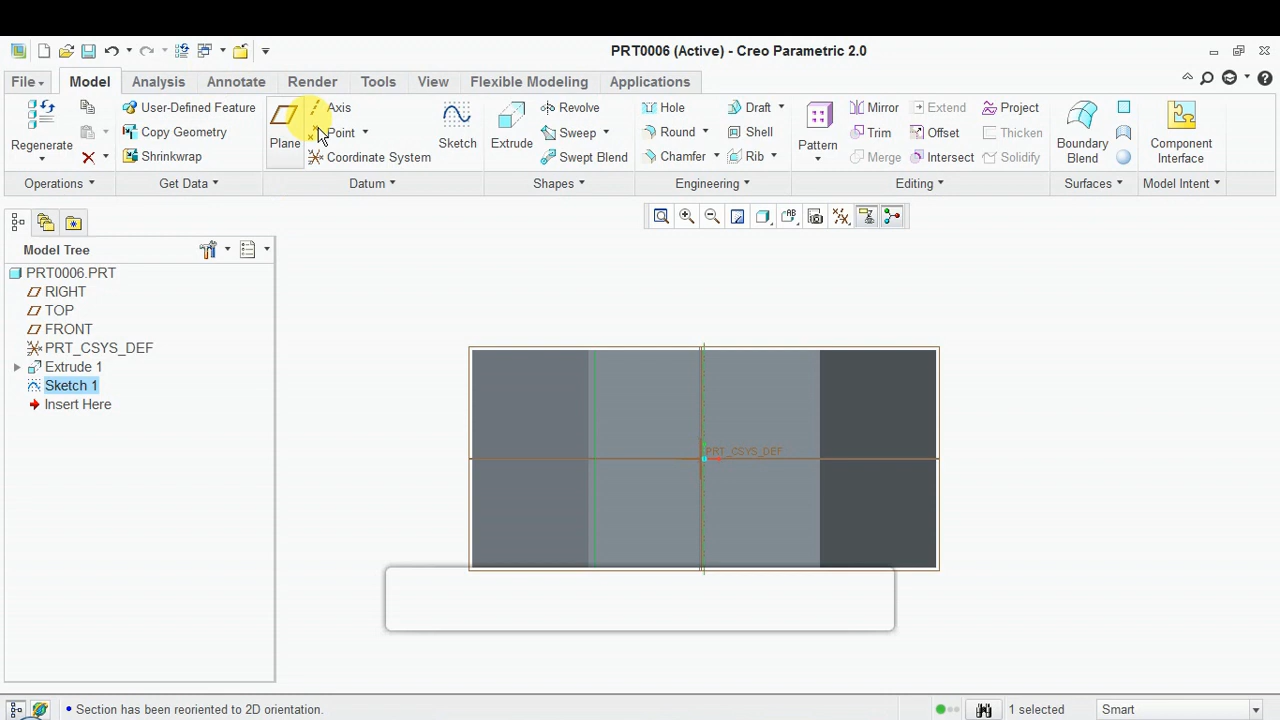 PRT0006 (Active) - Creo Parametric 2.0
File Model Analysis Annotate Render Tools View Flexible Modeling Applications
Regenerate
User-Defined Feature
Copy Geometry
Shrinkwrap
Plane
Axis
Point
Coordinate System
Sketch
Extrude
Revolve
Sweep
Swept Blend
Hole
Round
Chamfer
Draft
Shell
Rib
Pattern
Mirror
Trim
Merge
Extend
Offset
Intersect
Project
Thicken
Solidify
Boundary
Blend
Component
Interface
Operations Get Data Datum Shapes Engineering Editing Surfaces Model Intent
Model Tree
PRT0006.PRT
RIGHT
TOP
FRONT
PRT_CSYS_DEF
Extrude 1
Sketch 1
Insert Here
PRT_CSYS_DEF
Section has been reoriented to 2D orientation.
1 selected
Smart